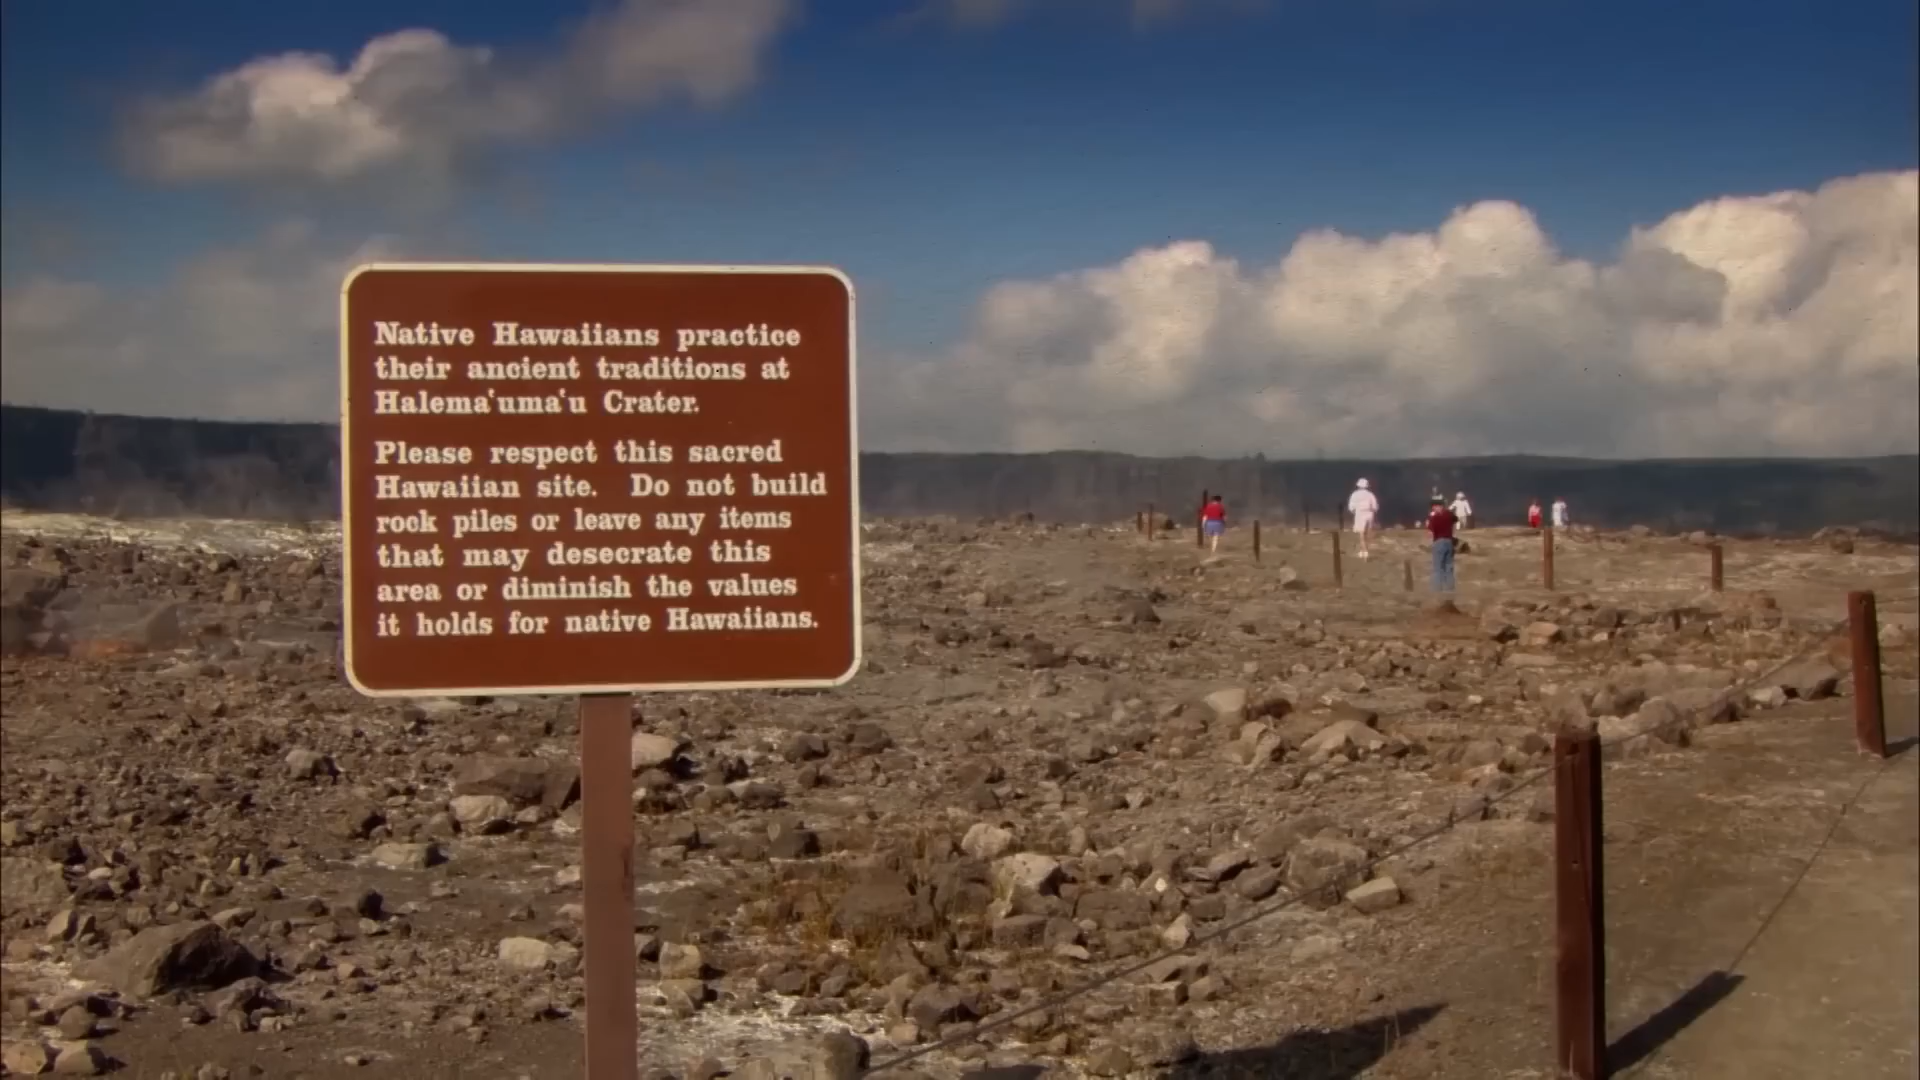 Native Hawaiians practice
their ancient traditions at
Halema'uma'u Crater.
Please respect this sacred
Hawaiian site. Do not build
rock piles or leave any items
that may desecrate this
area or diminish the values
it holds for native Hawaiians.